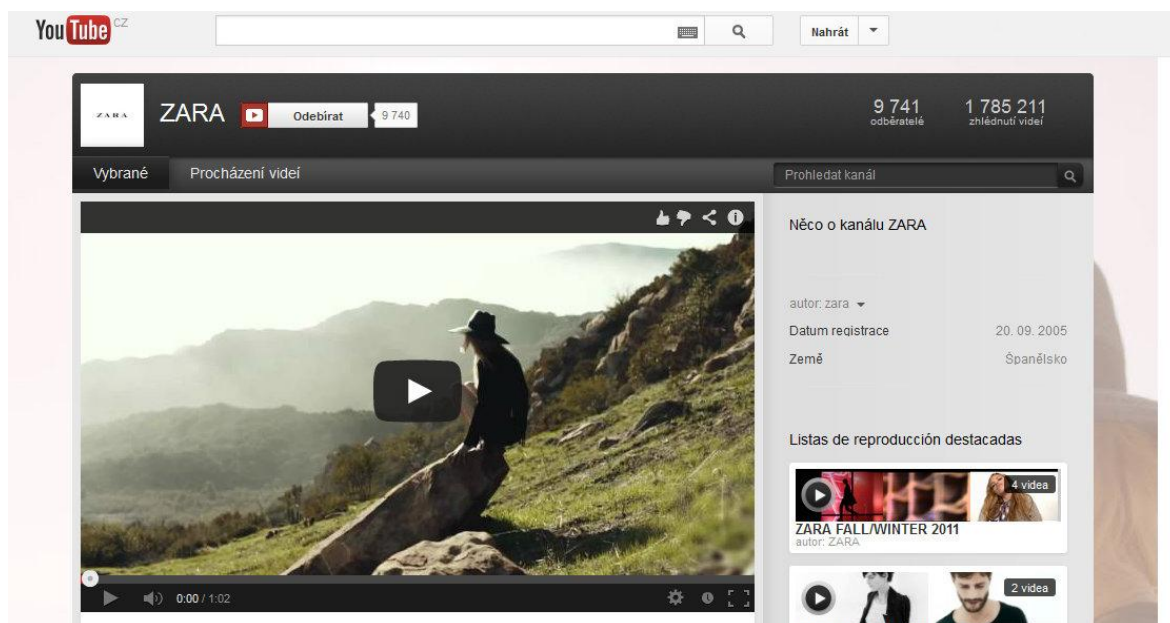 YouTube CZ
Nahrát
ZARA
ZARA
Odebírat
9 740
9 741
odběratelé
1 785 211
zhlédnutí videí
Vybrané
Procházení videí
Prohledat kanál
Něco o kanálu ZARA
autor: zara
Datum registrace
20. 09. 2005
Země
Španělsko
0:00 / 1:02
Listas de reproducción destacadas
4 videa
ZARA FALL/WINTER 2011
autor: ZARA
2 videa